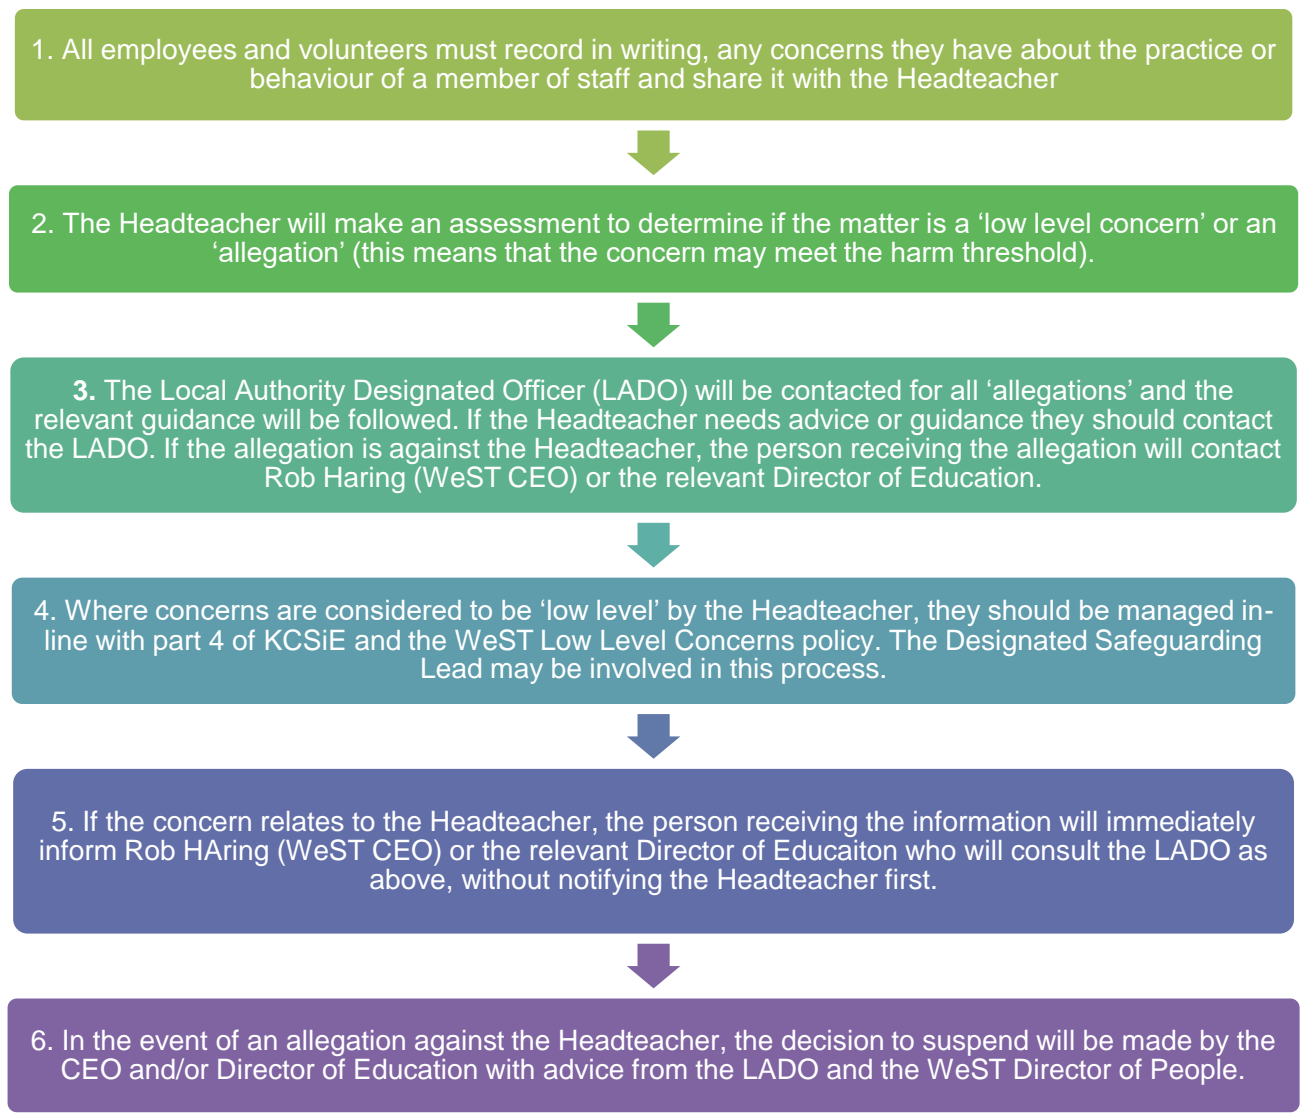 1. All employees and volunteers must record in writing, any concerns they have about the practice or
behaviour of a member of staff and share it with the Headteacher
2. The Headteacher will make an assessment to determine if the matter is a ‘low level concern’ or an
‘allegation’ (this means that the concern may meet the harm threshold).
3. The Local Authority Designated Officer (LADO) will be contacted for all ‘allegations’ and the
relevant guidance will be followed. If the Headteacher needs advice or guidance they should contact
the LADO. If the allegation is against the Headteacher, the person receiving the allegation will contact
Rob Haring (WeST CEO) or the relevant Director of Education.
4. Where concerns are considered to be ‘low level’ by the Headteacher, they should be managed in-
line with part 4 of KCSiE and the WeST Low Level Concerns policy. The Designated Safeguarding
Lead may be involved in this process.
5. If the concern relates to the Headteacher, the person receiving the information will immediately
inform Rob HAring (WeST CEO) or the relevant Director of Educaiton who will consult the LADO as
above, without notifying the Headteacher first.
6. In the event of an allegation against the Headteacher, the decision to suspend will be made by the
CEO and/or Director of Education with advice from the LADO and the WeST Director of People.